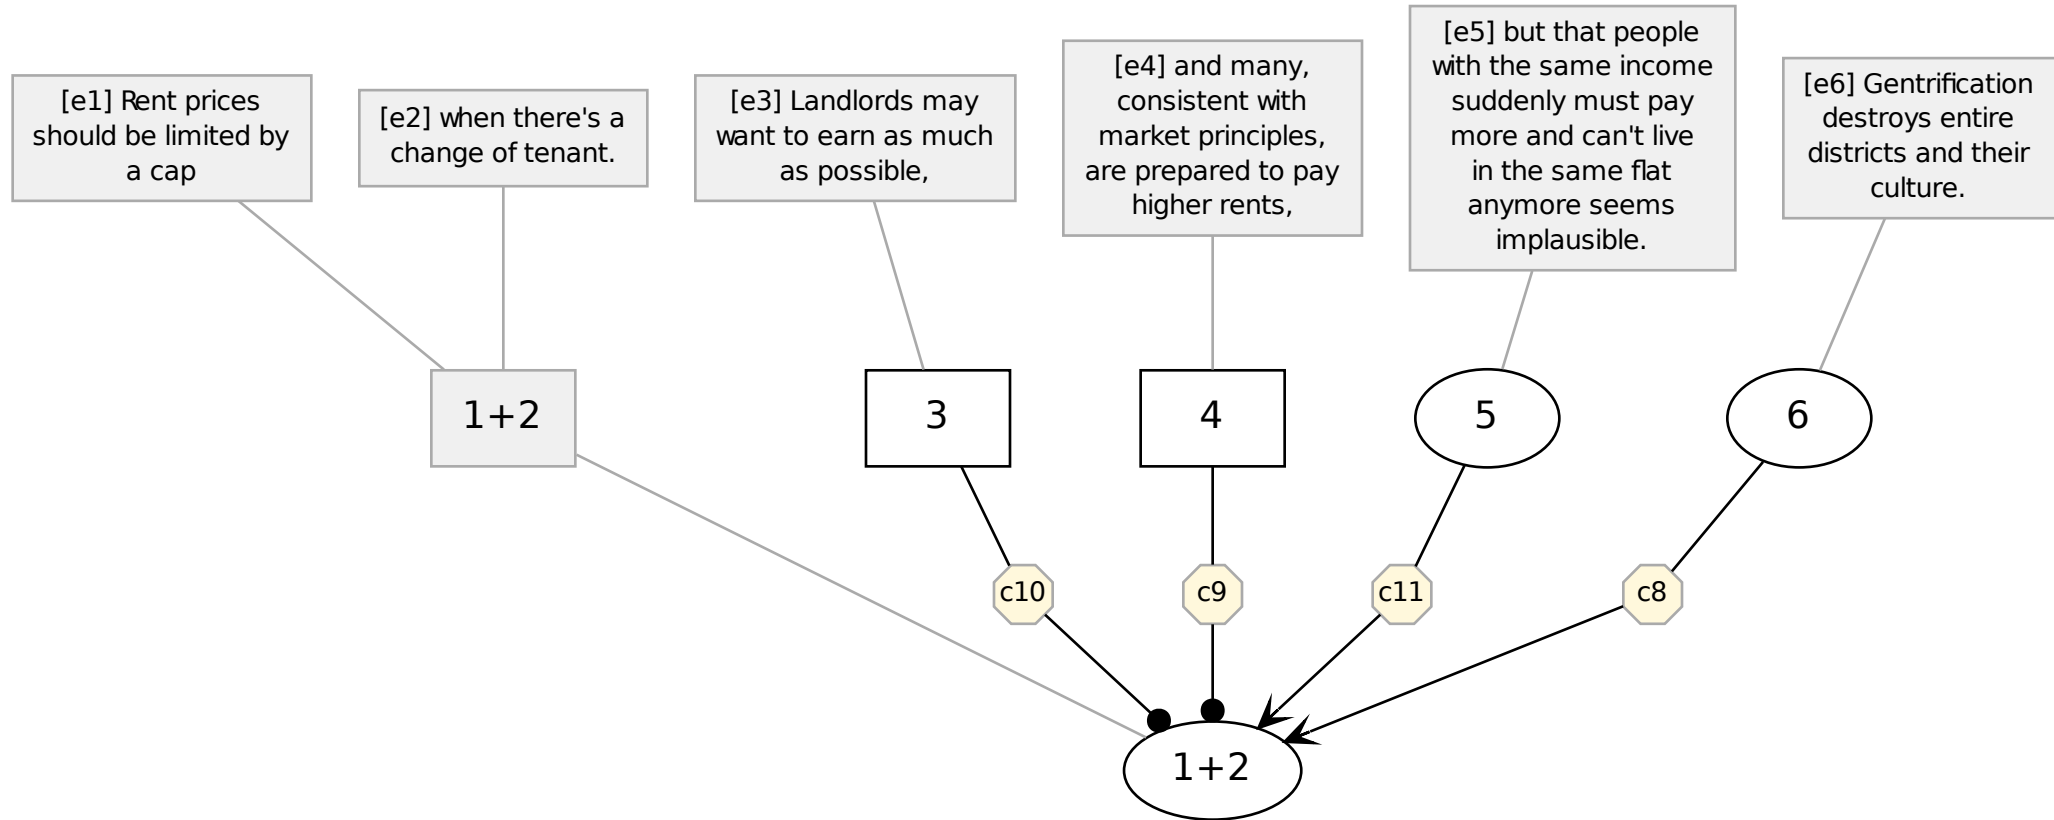 [e1] Rent prices
should be limited by
a cap
[e2] when there's a
change of tenant.
[e3] Landlords may
want to earn as much
as possible,
[e4] and many,
consistent with
market principles,
are prepared to pay
higher rents,
[e5] but that people
with the same income
suddenly must pay
more and can't live
in the same flat
anymore seems
implausible.
[e6] Gentrification
destroys entire
districts and their
culture.
1+2
3
4
5
6
c10
c9
c11
c8
1+2